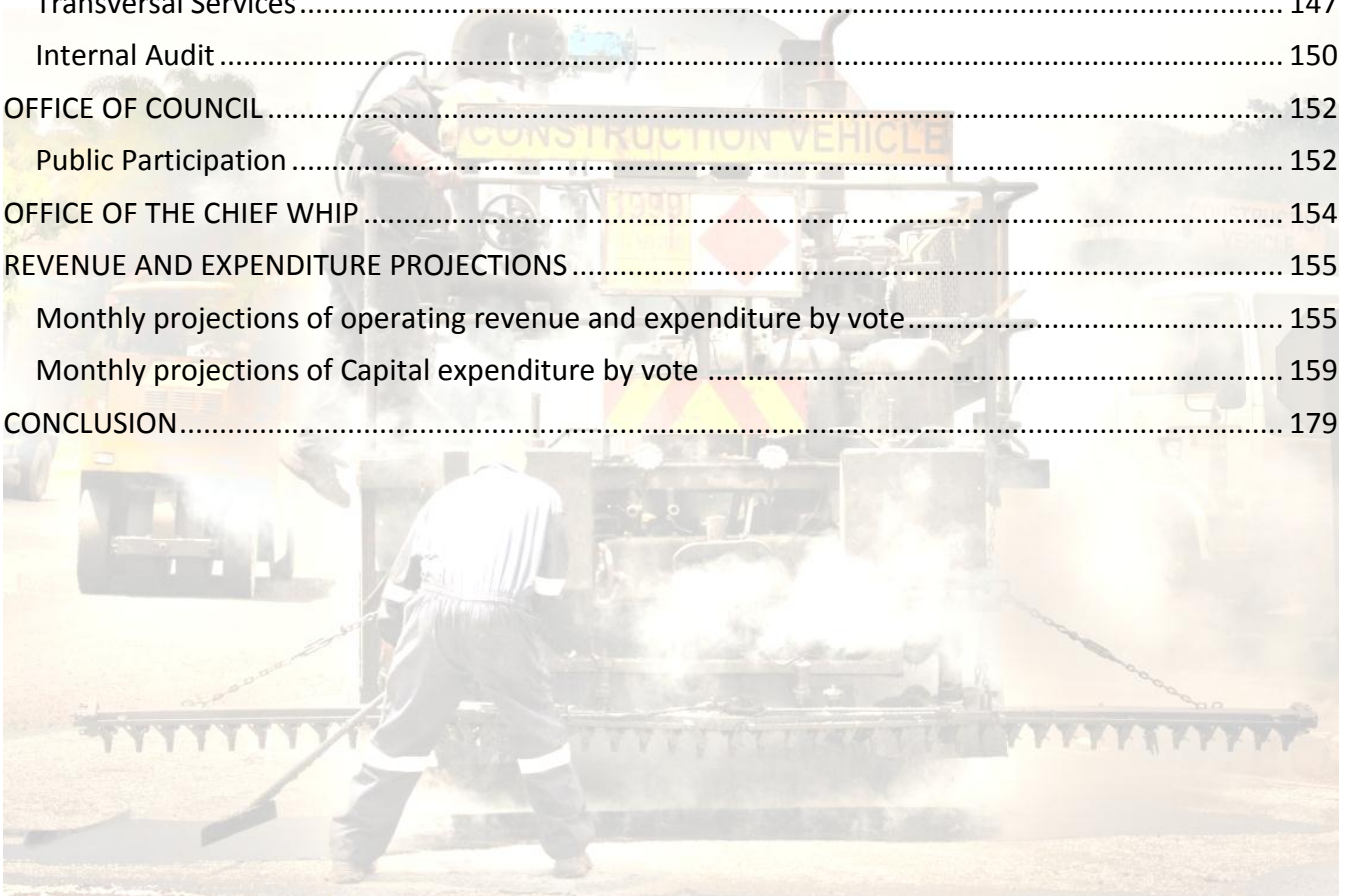 Transversal Services 147
Internal Audit 150
OFFICE OF COUNCIL 152
CONSTRUCTION VEHICLE
Public Participation 152
OFFICE OF THE CHIEF WHIP 154
REVENUE AND EXPENDITURE PROJECTIONS 155
Monthly projections of operating revenue and expenditure by vote 155
Monthly projections of Capital expenditure by vote 159
CONCLUSION 179